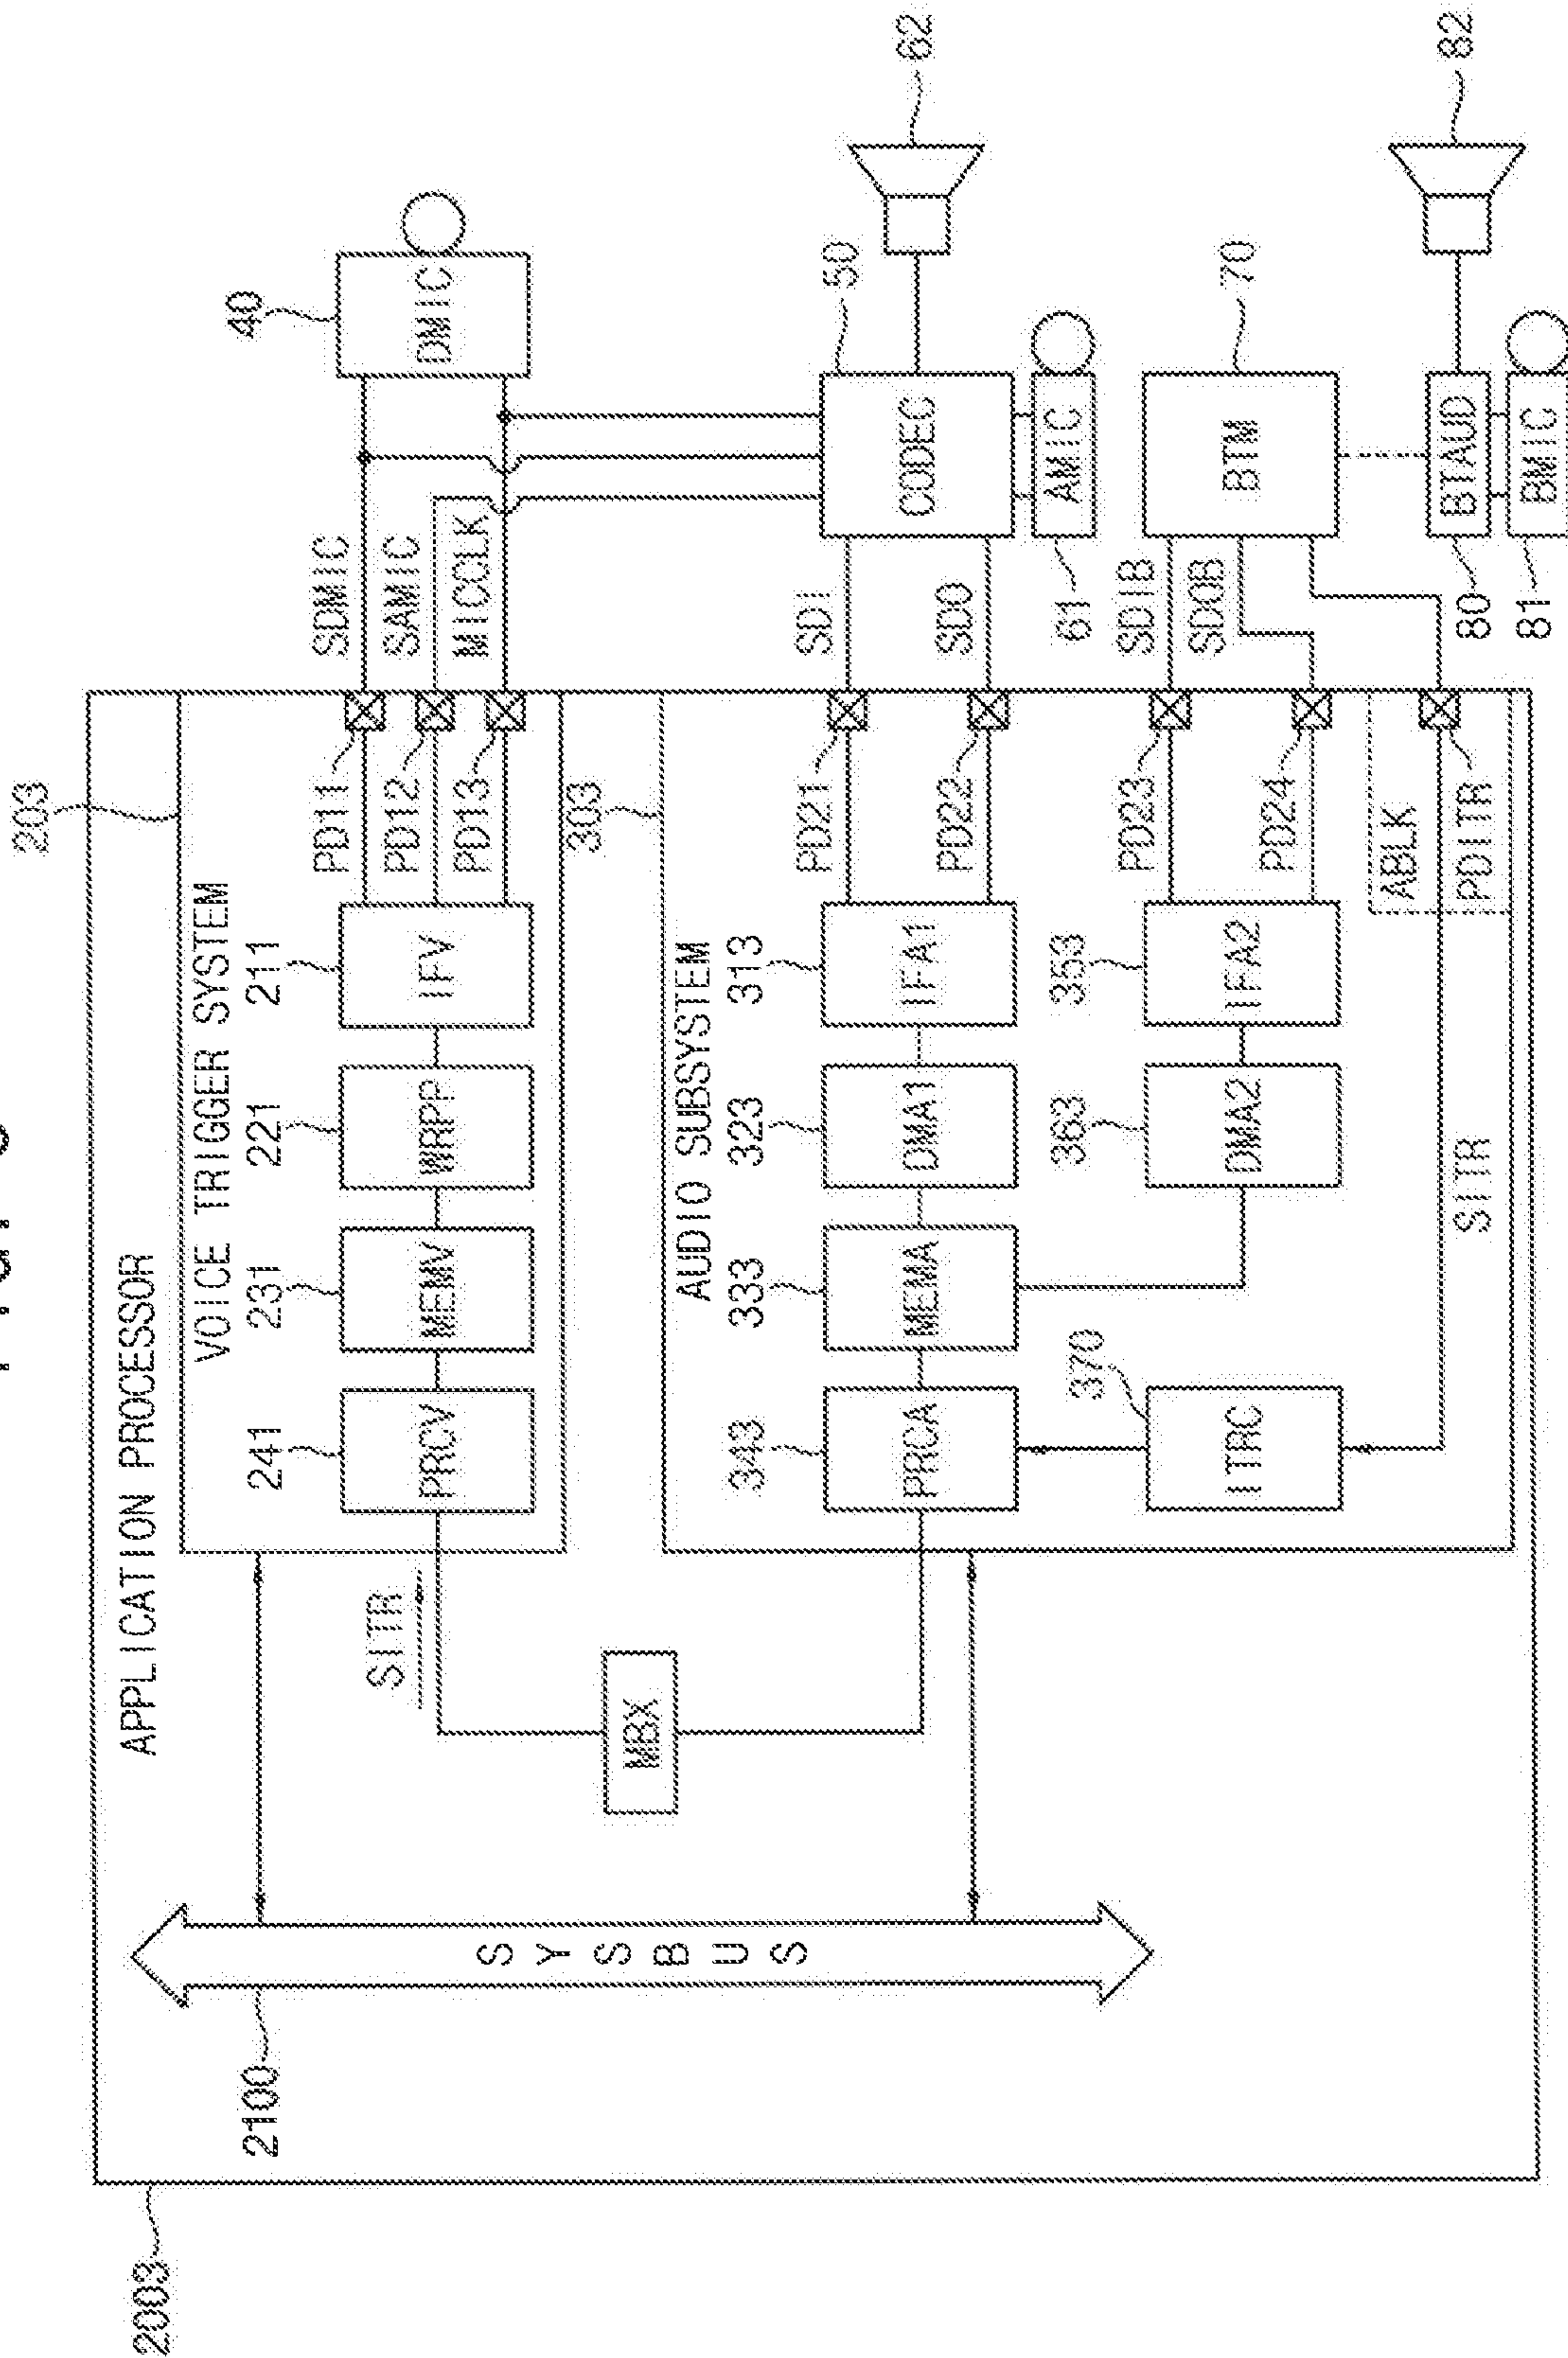 2003
APPLICATION PROCESSOR
203
2100
SYSBUS
VOICE TRIGGER SYSTEM
241
231
221
211
PRCV
MEMV
WRPP
IFV
PD11
PD12
PD13
SDMIC
SAMIC
MICCLK
40
DMIC
SITR
MBX
303
AUDIO SUBSYSTEM
343
333
323
313
PRCA
MEMA
DMA1
IFA1
PD21
PD22
SDI
SDO
50
CODEC
62
61
AMIC
370
363
353
ITRC
DMA2
IFA2
PD23
PD24
SDIB
SDOB
70
BTM
ABLK
PDITR
SITR
80
BTAUD
82
81
BMIC